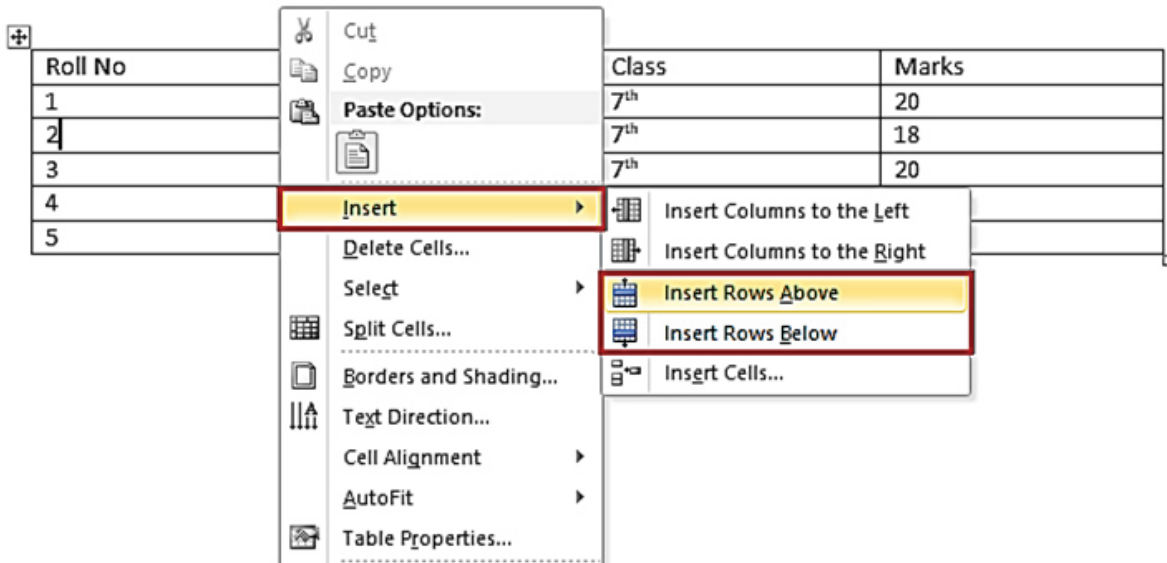 Roll No
Class
Marks
1
7th
20
2
7th
18
3
7th
20
4
5
Cut
Copy
Paste Options:
Insert
Delete Cells...
Select
Split Cells...
Borders and Shading...
Text Direction...
Cell Alignment
AutoFit
Table Properties...
Insert Columns to the Left
Insert Columns to the Right
Insert Rows Above
Insert Rows Below
Insert Cells...